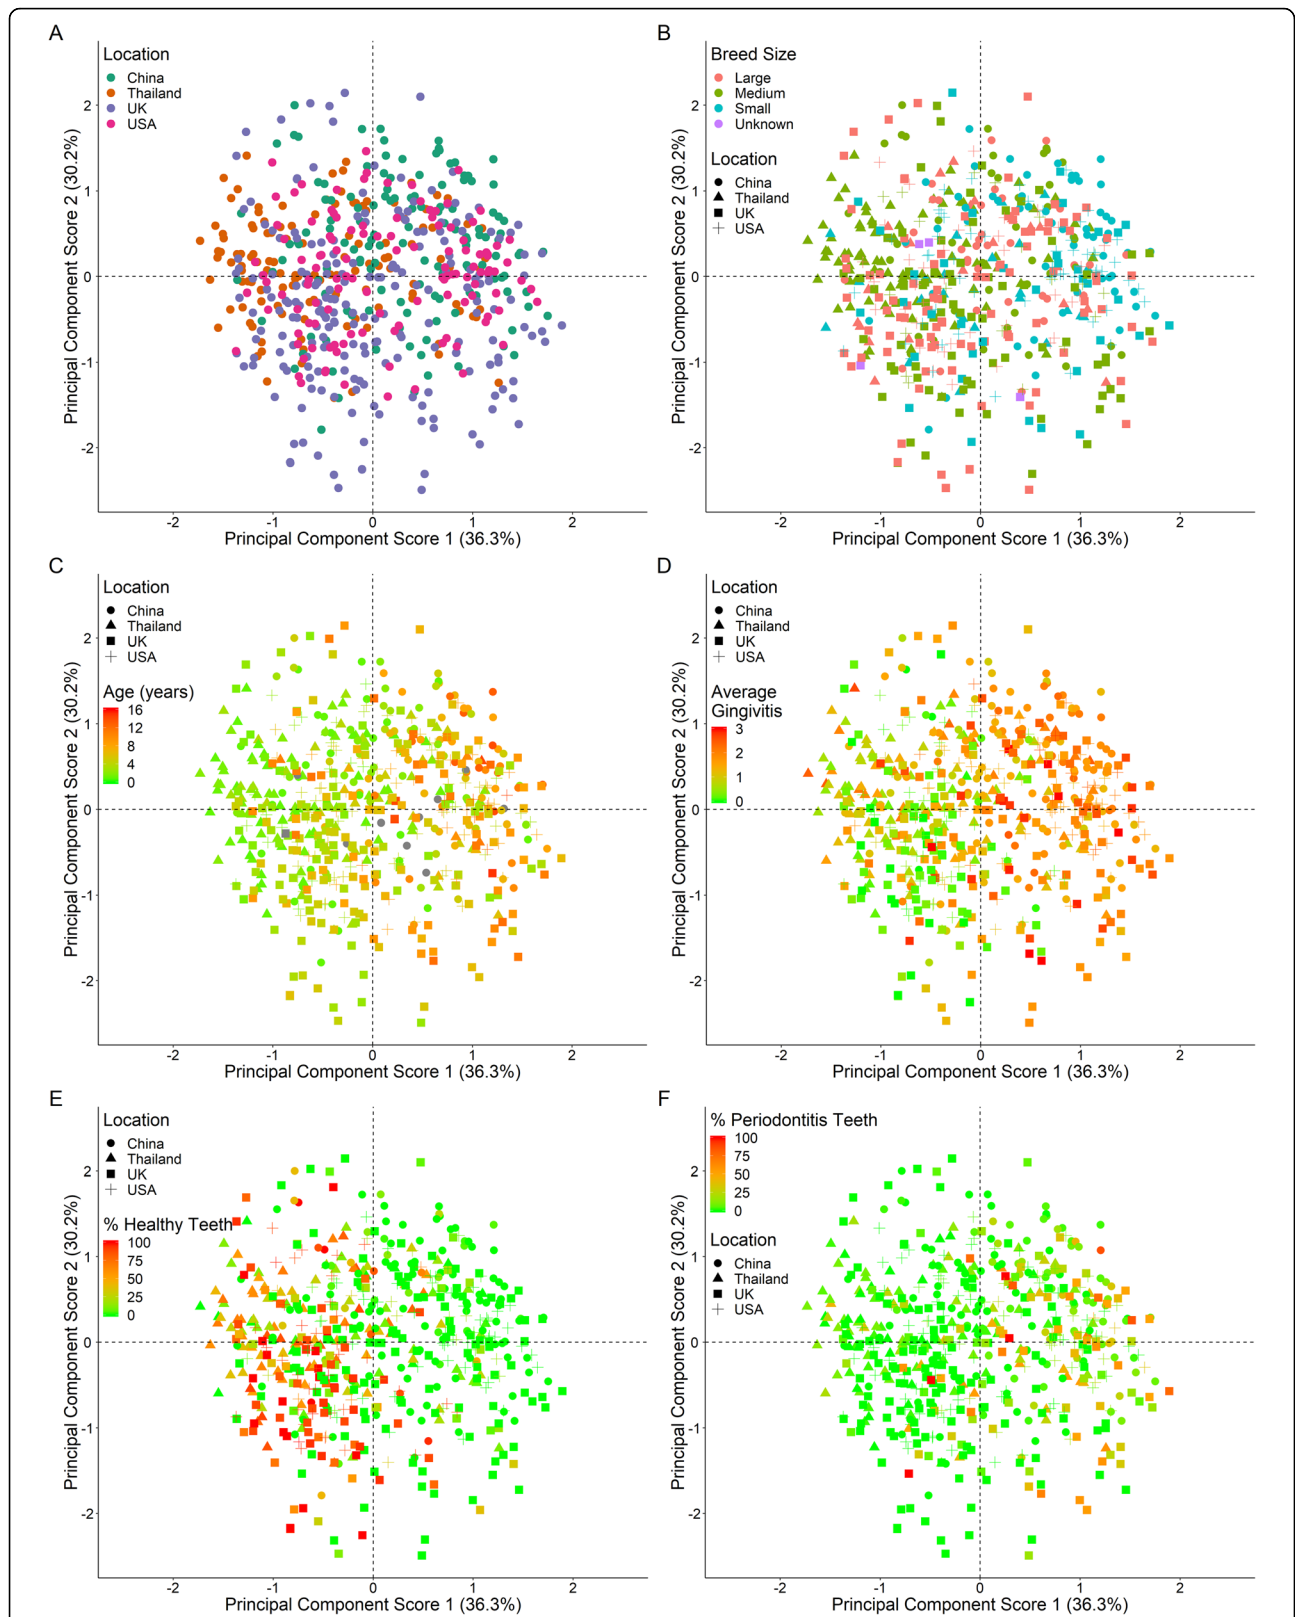 A
Location
China
Thailand
UK
USA
Principal Component Score 2 (30.2%)
2
1
0
-1
-2
-2
-1
0
1
2
Principal Component Score 1 (36.3%)
B
Breed Size
Large
Medium
Small
Unknown
Location
China
Thailand
UK
USA
Principal Component Score 2 (30.2%)
2
1
0
-1
-2
-2
-1
0
1
2
Principal Component Score 1 (36.3%)
C
Location
China
Thailand
UK
USA
Age (years)
16
12
8
4
0
Principal Component Score 2 (30.2%)
2
1
0
-1
-2
-2
-1
0
1
2
Principal Component Score 1 (36.3%)
D
Location
China
Thailand
UK
USA
Average
Gingivitis
3
2
1
0
Principal Component Score 2 (30.2%)
2
1
0
-1
-2
-2
-1
0
1
2
Principal Component Score 1 (36.3%)
E
Location
China
Thailand
UK
USA
% Healthy Teeth
100
75
50
25
0
Principal Component Score 2 (30.2%)
2
1
0
-1
-2
-2
-1
0
1
2
Principal Component Score 1 (36.3%)
F
% Periodontitis Teeth
100
75
50
25
0
Location
China
Thailand
UK
USA
Principal Component Score 2 (30.2%)
2
1
0
-1
-2
-2
-1
0
1
2
Principal Component Score 1 (36.3%)